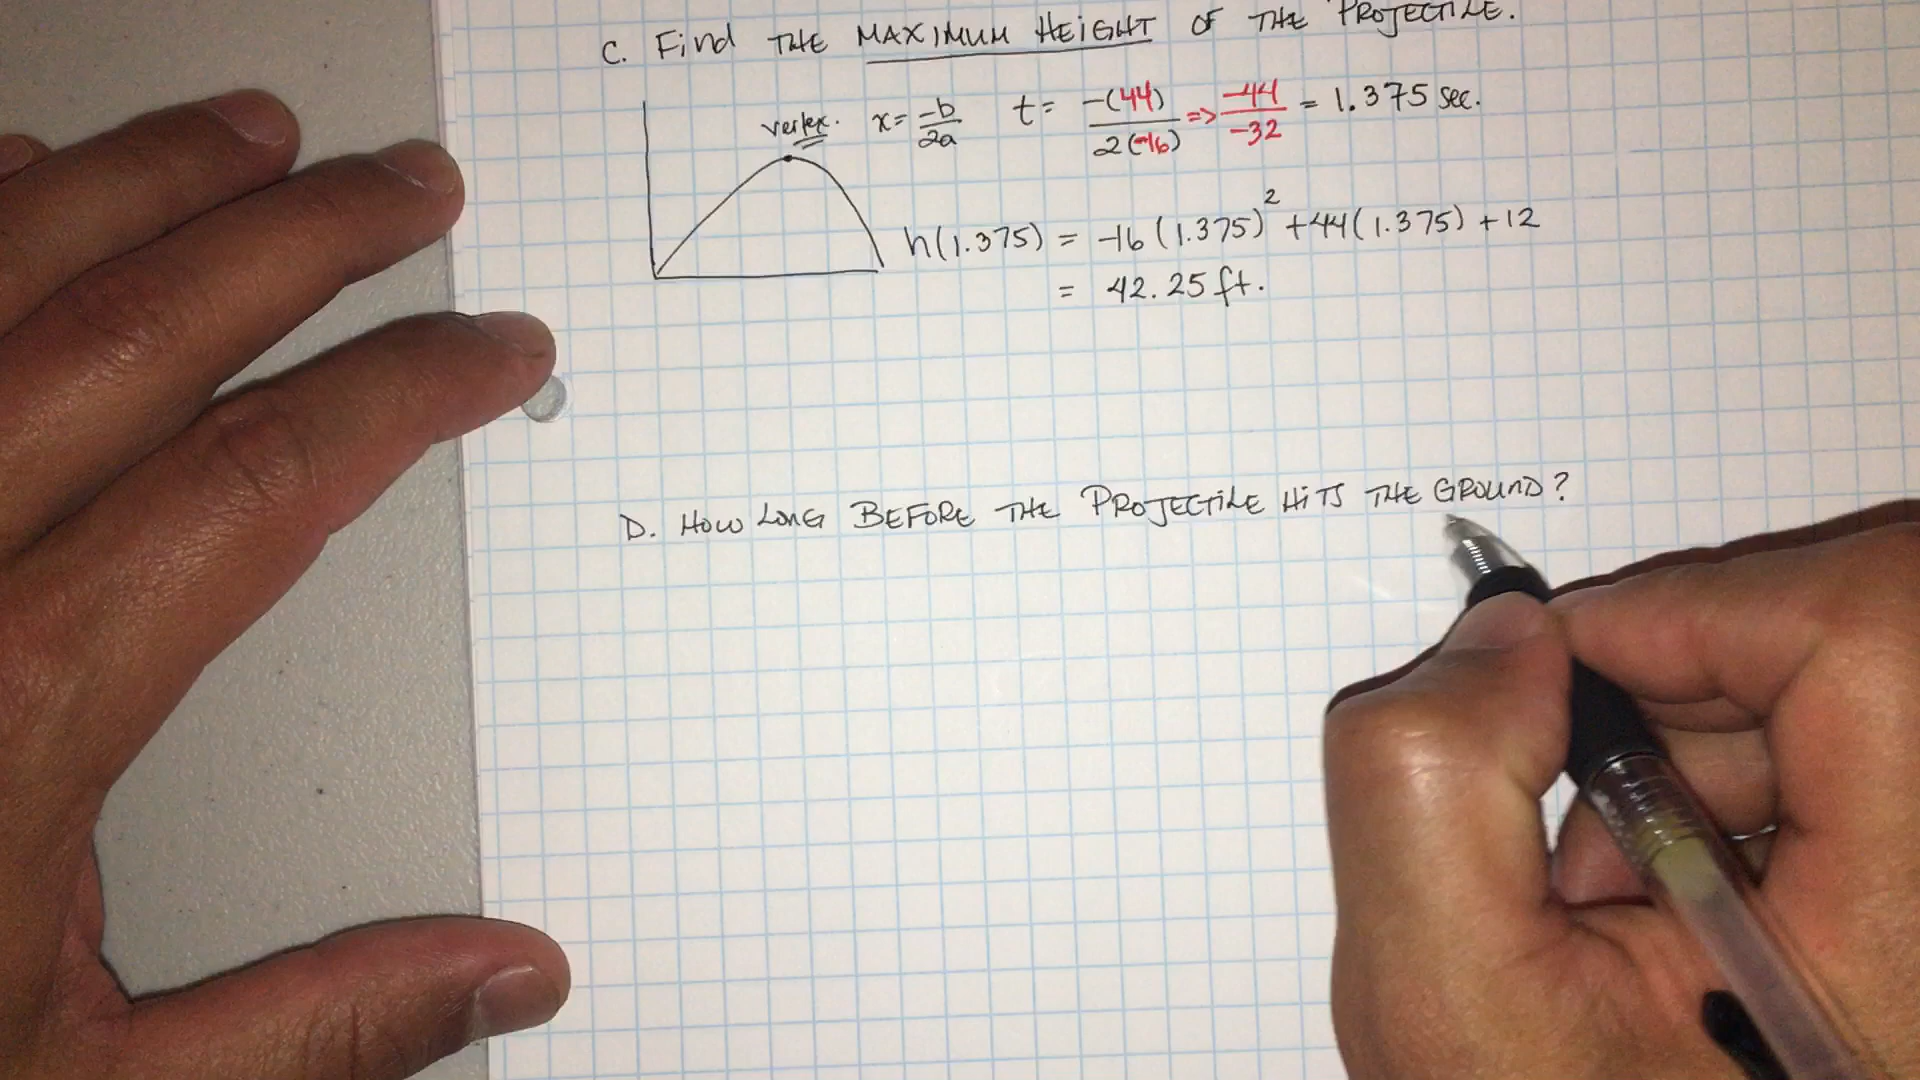 C. Find THE MAXIMUM HEIGHT OF THE PROJECTILE.
vertex. x = -b/2a t = -(44)/2(-16) => -44/-32 = 1.375 sec.
h(1.375) = -16(1.375)² + 44(1.375) + 12
= 42.25 ft.
D. HOW LONG BEFORE THE PROJECTILE HITS THE GROUND?